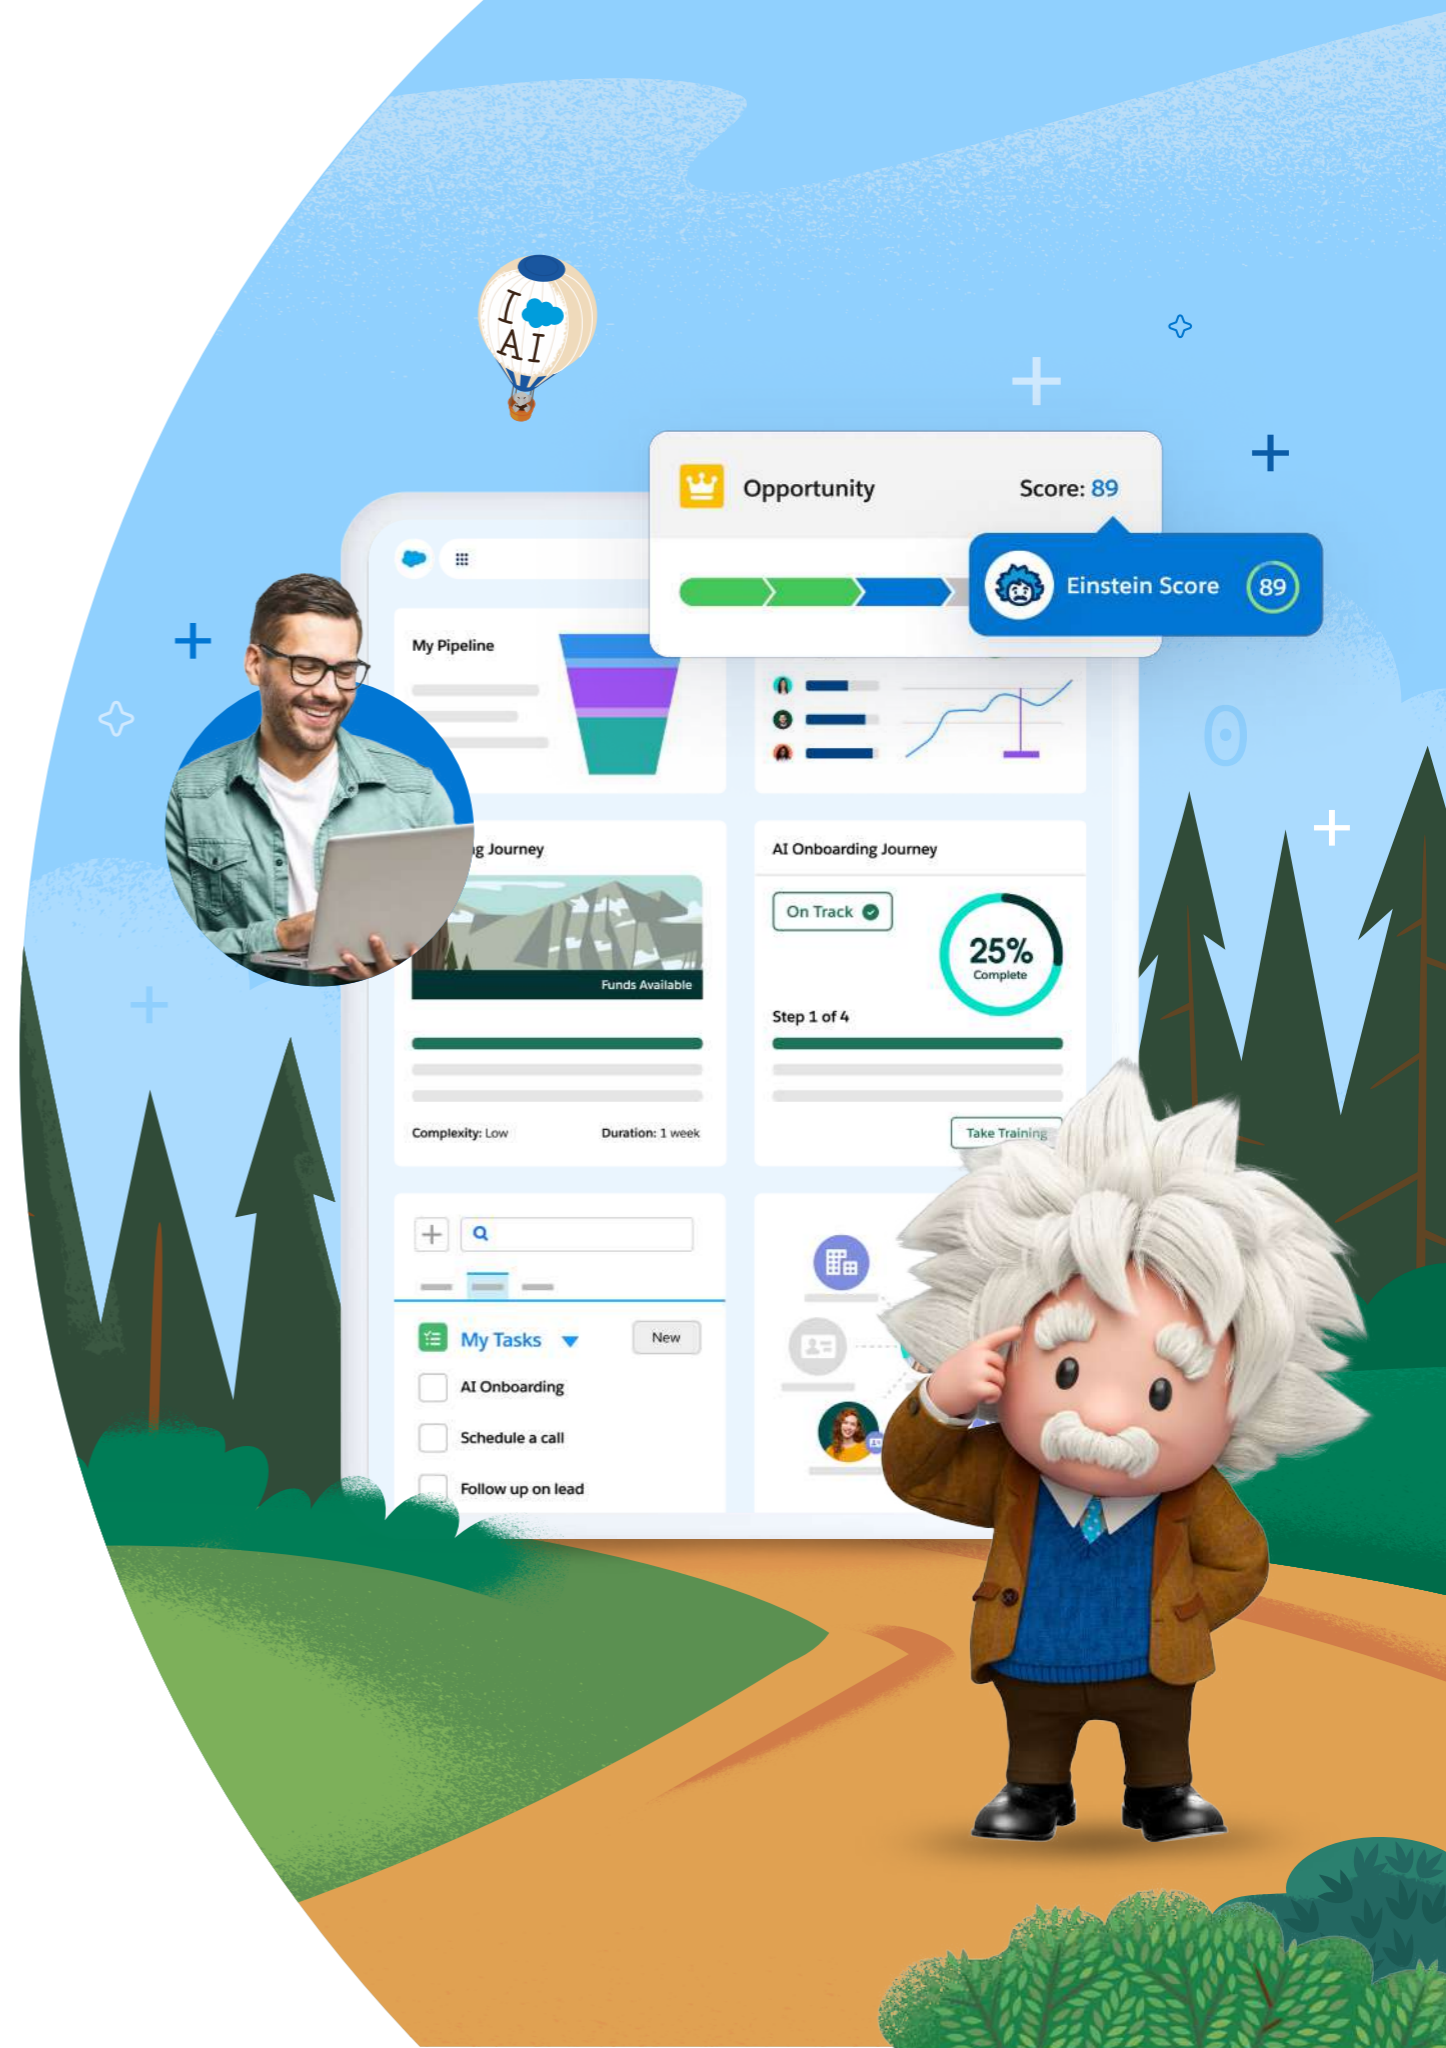 I
AI
Opportunity
Score: 89
Einstein Score
89
My Pipeline
ng Journey
Funds Available
Complexity: Low
Duration: 1 week
AI Onboarding Journey
On Track
25%
Complete
Step 1 of 4
Take Training
My Tasks
New
AI Onboarding
Schedule a call
Follow up on lead
0